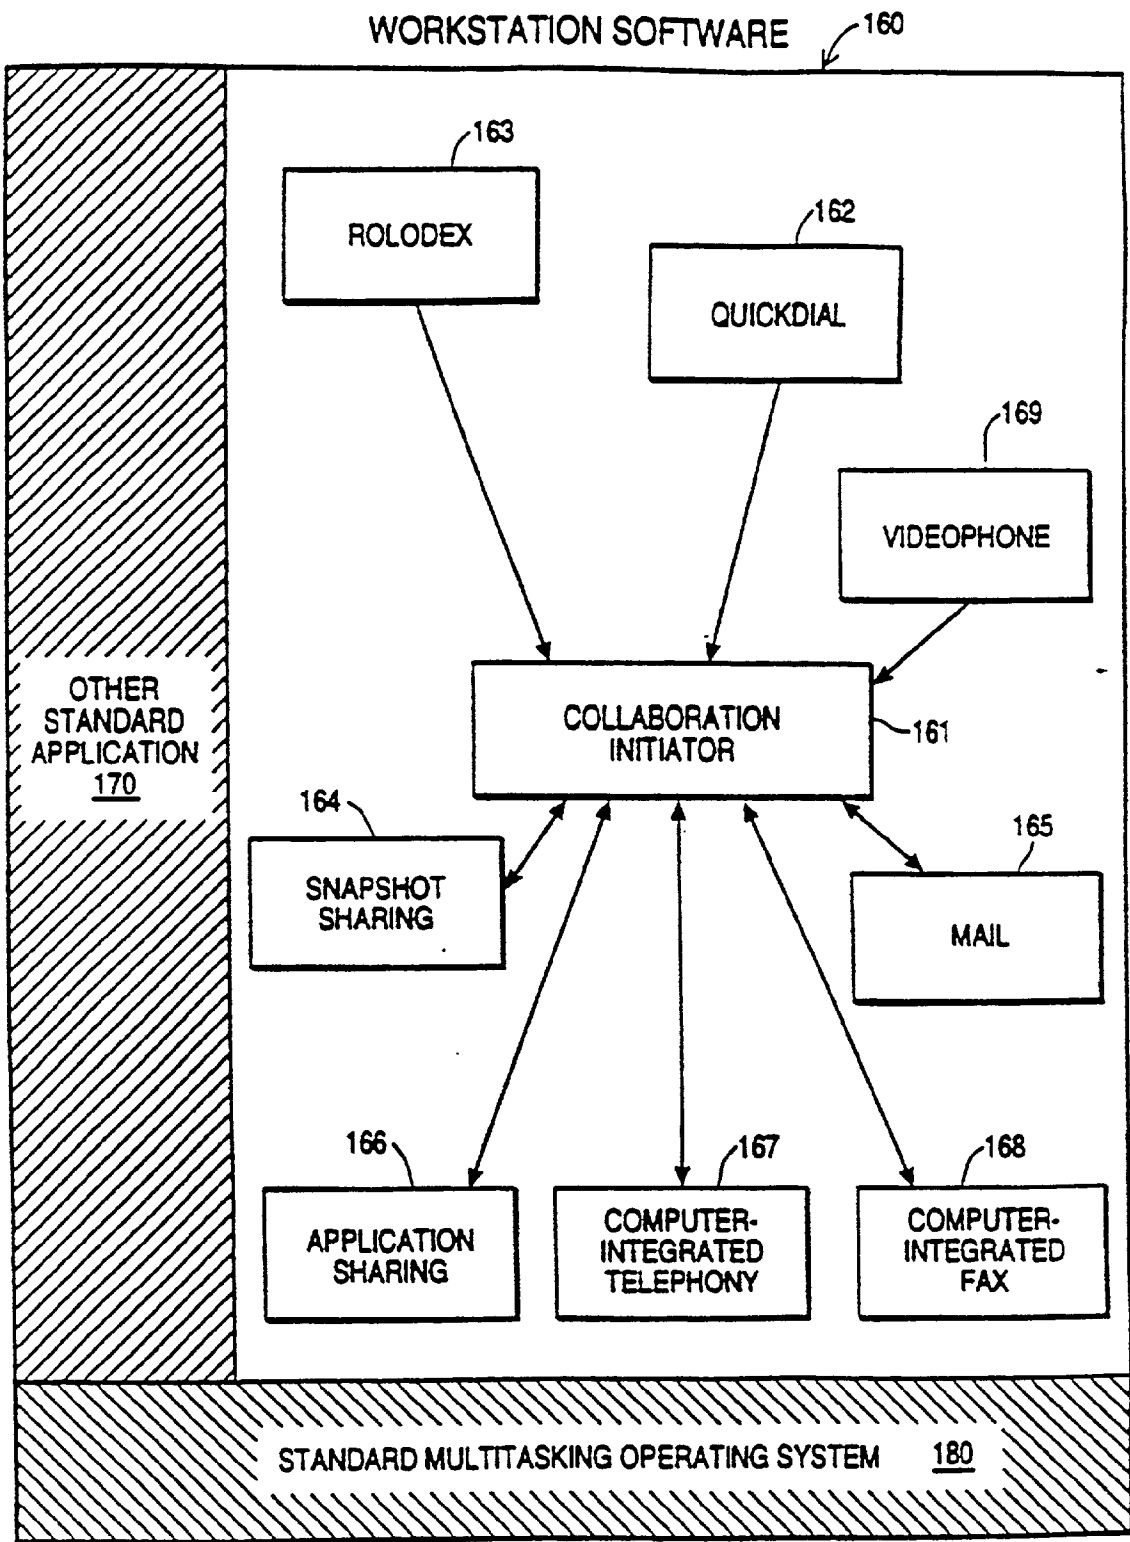 WORKSTATION SOFTWARE
160
163
ROLODEX
162
QUICKDIAL
169
VIDEOPHONE
OTHER
STANDARD
APPLICATION
170
COLLABORATION
INITIATOR
161
164
SNAPSHOT
SHARING
165
MAIL
166
APPLICATION
SHARING
167
COMPUTER-
INTEGRATED
TELEPHONY
168
COMPUTER-
INTEGRATED
FAX
STANDARD MULTITASKING OPERATING SYSTEM 180